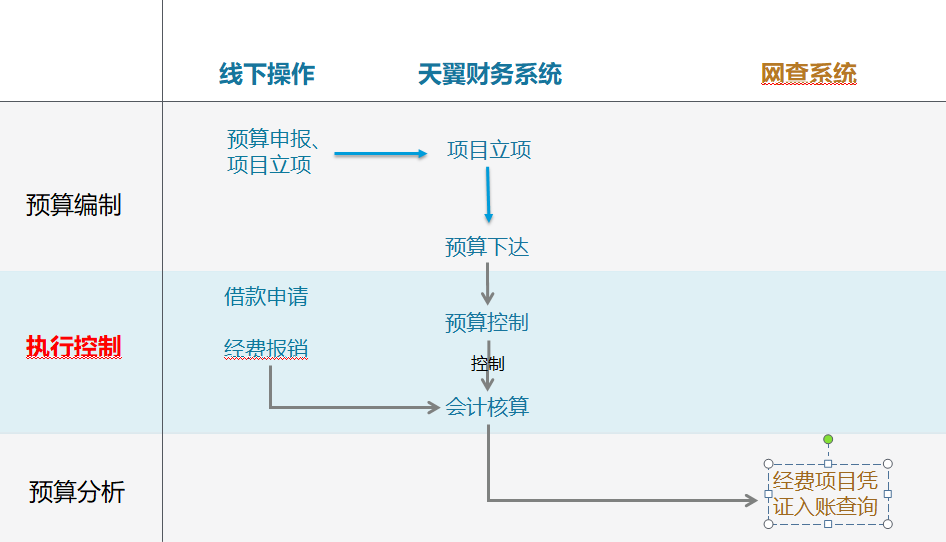 线下操作
天翼财务系统
网查系统
预算编制
预算申报、
项目立项
项目立项
预算下达
执行控制
借款申请
经费报销
预算控制
控制
会计核算
预算分析
经费项目凭
证入账查询